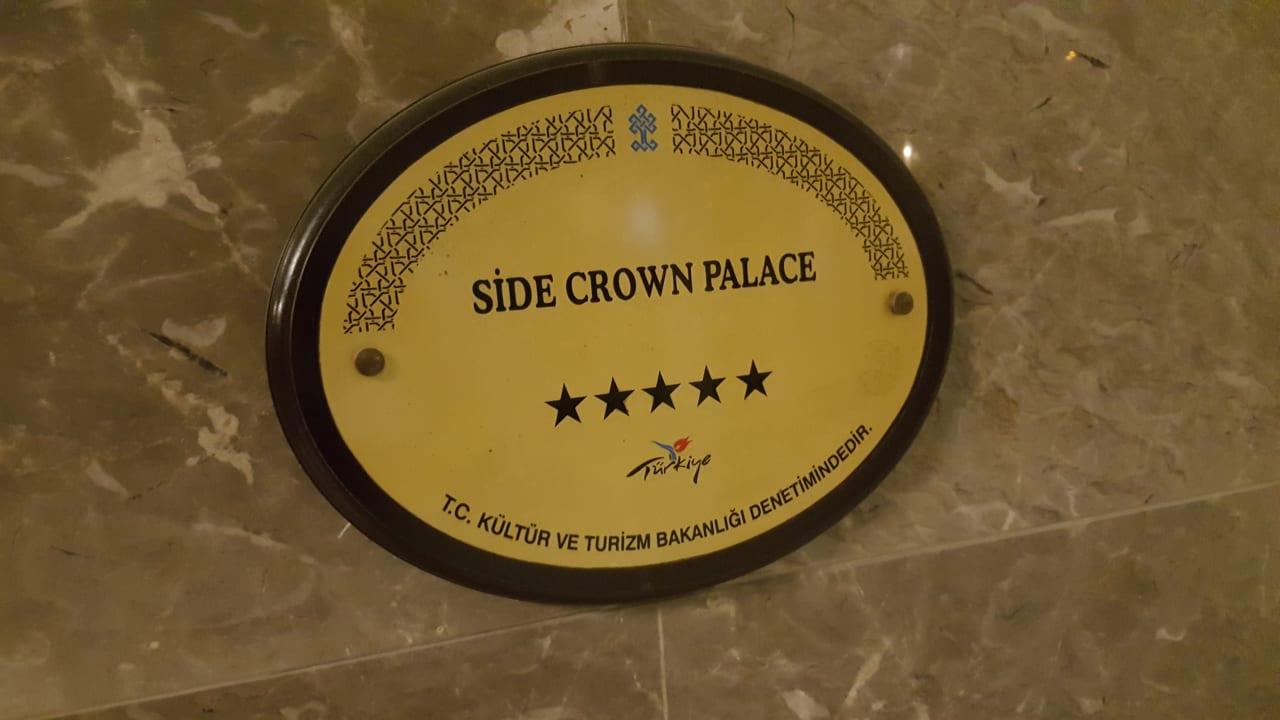 SİDE CROWN PALACE
Türkiye
T.C. KÜLTÜR VE TURİZM BAKANLIĞI DENETİMİNDEDİR.